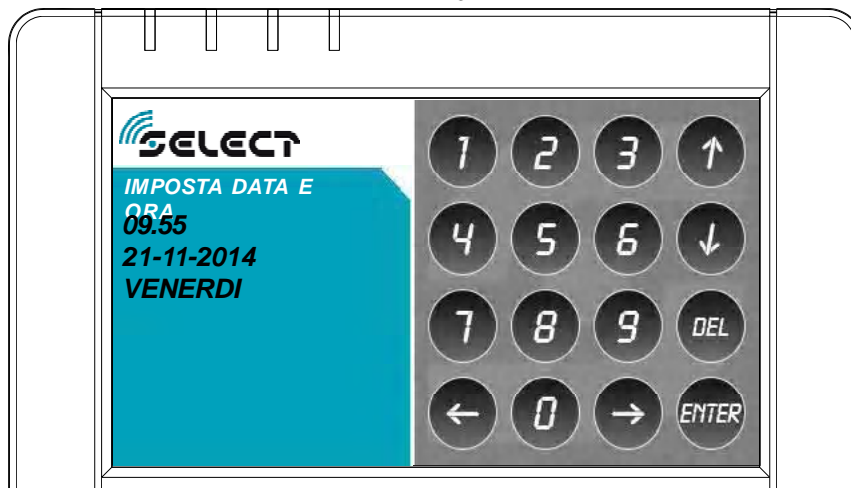 SELECT
IMPOSTA DATA E
ORA
09.55
21-11-2014
VENERDI
1 2 3 ↑
4 5 6 ↓
7 8 9 DEL
← 0 → ENTER